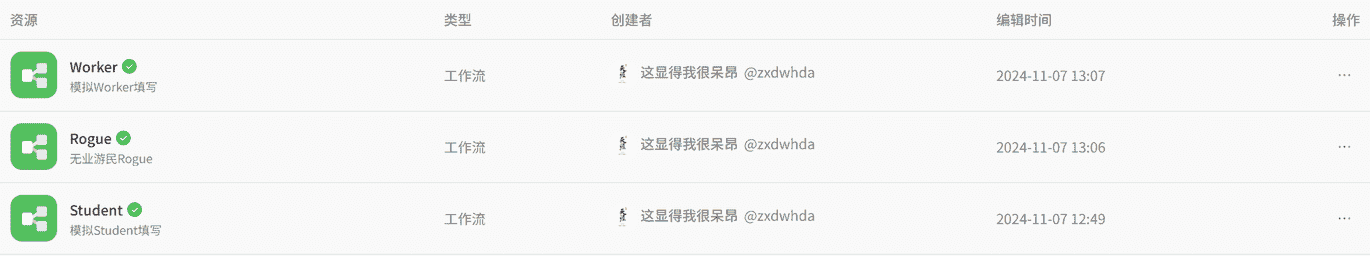 资源 类型 创建者 编辑时间 操作
Worker
模拟Worker填写
工作流 这显得我很呆昂 @zxdwhda 2024-11-07 13:07 ...
Rogue
无业游民Rogue
工作流 这显得我很呆昂 @zxdwhda 2024-11-07 13:06 ...
Student
模拟Student填写
工作流 这显得我很呆昂 @zxdwhda 2024-11-07 12:49 ...